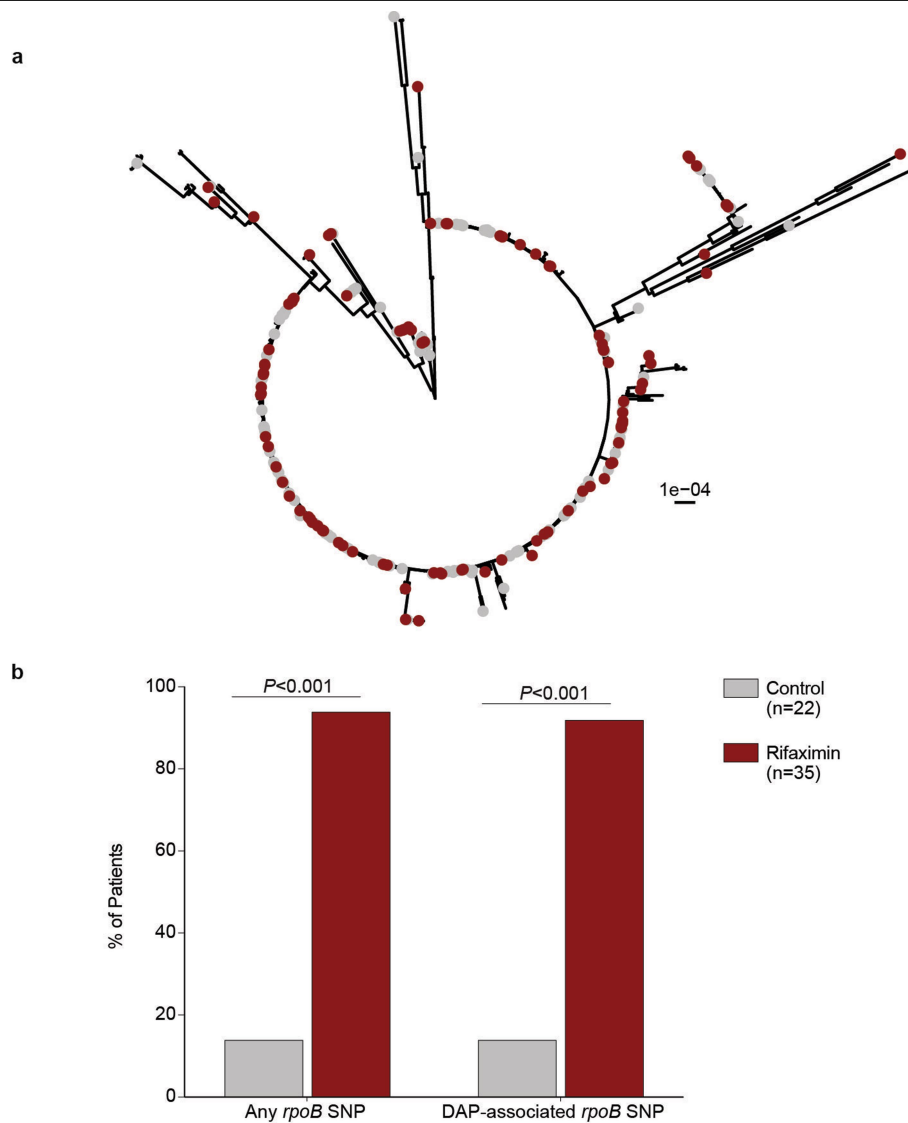 a
1e−04
b
% of Patients
100
80
60
40
20
0
P<0.001
P<0.001
Any rpoB SNP
DAP-associated rpoB SNP
Control
(n=22)
Rifaximin
(n=35)